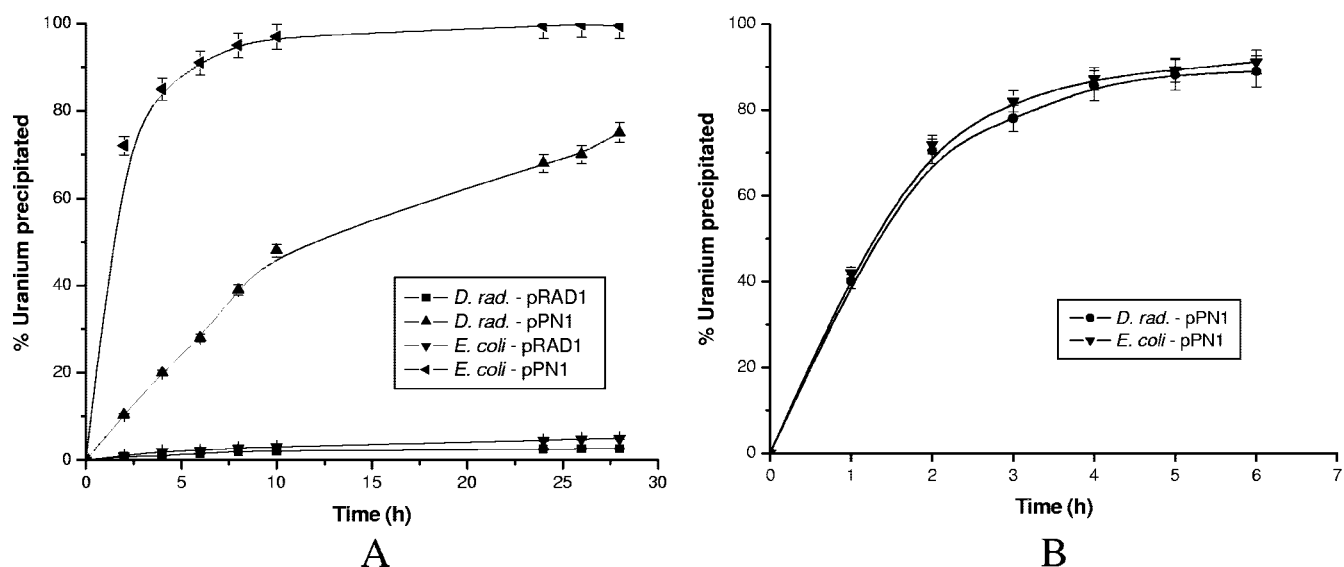 % Uranium precipitated
100
80
60
40
20
0
D. rad. - pRAD1
D. rad. - pPN1
E. coli - pRAD1
E. coli - pPN1
0 5 10 15 20 25 30
Time (h)
A
% Uranium precipitated
100
80
60
40
20
0
D. rad. - pPN1
E. coli - pPN1
0 1 2 3 4 5 6 7
Time (h)
B